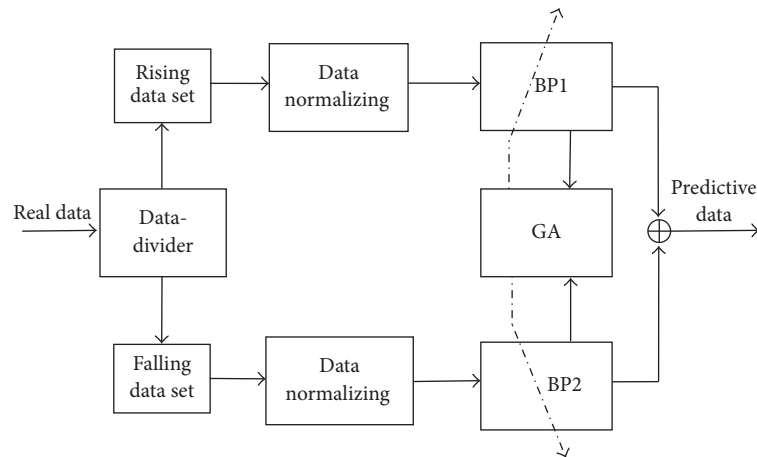 Rising
data set
Data
normalizing
BP1
Real data
Data-
divider
GA
Predictive
data
Falling
data set
Data
normalizing
BP2